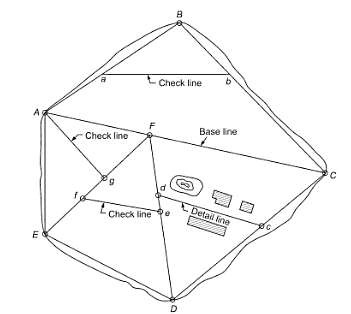 B
a
b
Check line
A
Check line
F
Base line
C
g
f
d
Check line
e
Detail line
c
E
D